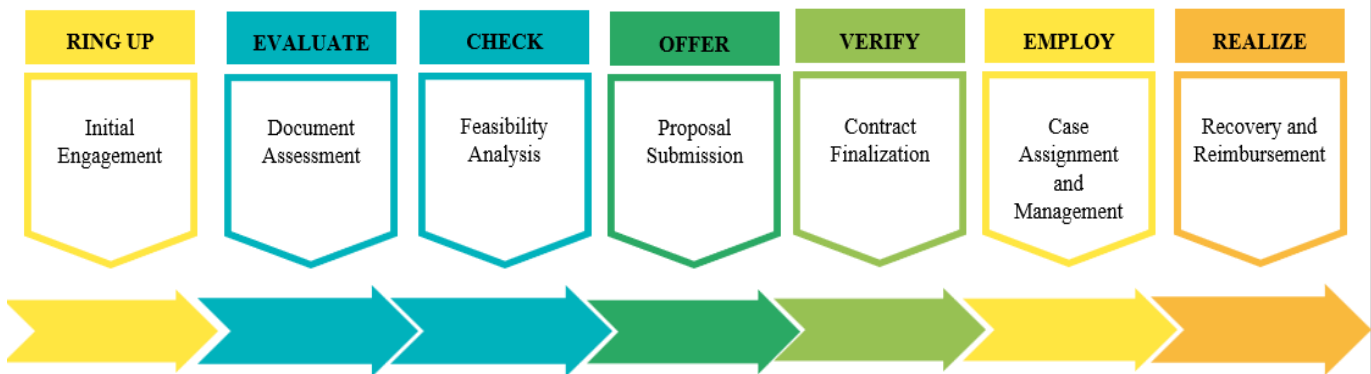 RING UP
EVALUATE
CHECK
OFFER
VERIFY
EMPLOY
REALIZE
Initial
Engagement
Document
Assessment
Feasibility
Analysis
Proposal
Submission
Contract
Finalization
Case
Assignment
and
Management
Recovery and
Reimbursement